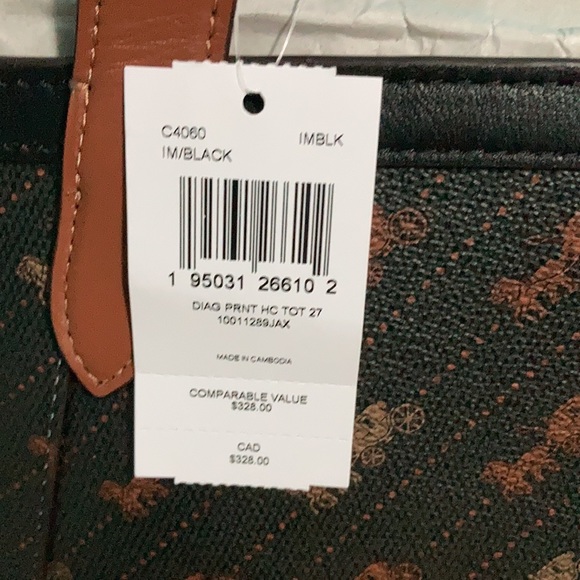 C4060 IMBLK
IM/BLACK
1 95031 26610 2
DIAG PRNT HC TOT 27
10011289JAX
MADE IN CAMBODIA
COMPARABLE VALUE
$328.00
CAD
$328.00